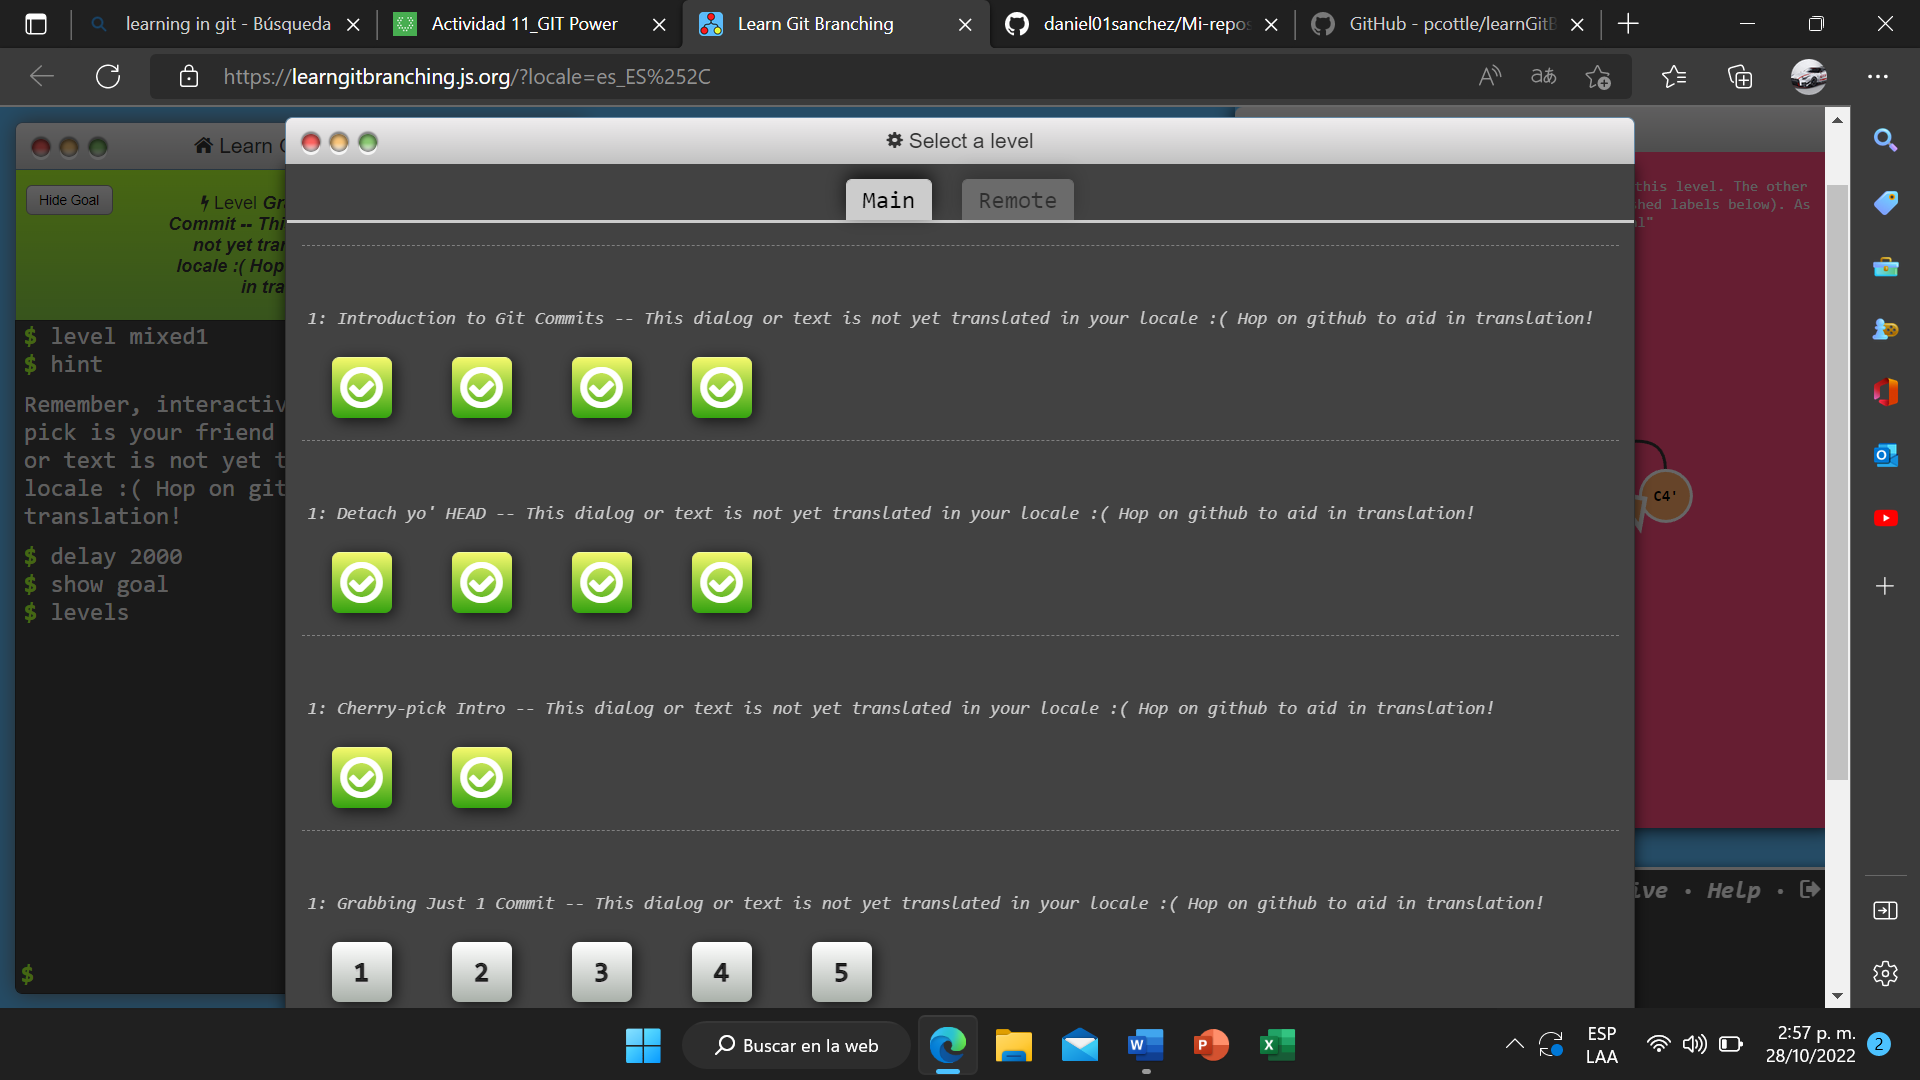 learning in git - Búsqueda
Actividad 11_GIT Power
Learn Git Branching
daniel01sanchez/Mi-repos
GitHub - pcottle/learnGitB
https://learngitbranching.js.org/?locale=es_ES%252C
Learn
Select a level
Main
Remote
Hide Goal
Level Gr
Commit -- Thi
not yet tra
locale :( Hop
in tra
this level. The other
hed labels below). As
$ level mixed1
$ hint
Remember, interactiv
pick is your friend
or text is not yet t
locale :( Hop on git
translation!
$ delay 2000
$ show goal
$ levels
$
1: Introduction to Git Commits -- This dialog or text is not yet translated in your locale :( Hop on github to aid in translation!
1: Detach yo' HEAD -- This dialog or text is not yet translated in your locale :( Hop on github to aid in translation!
C4'
1: Cherry-pick Intro -- This dialog or text is not yet translated in your locale :( Hop on github to aid in translation!
1: Grabbing Just 1 Commit -- This dialog or text is not yet translated in your locale :( Hop on github to aid in translation!
1 2 3 4 5
ive • Help •
Buscar en la web
ESP
LAA
2:57 p. m.
28/10/2022
2